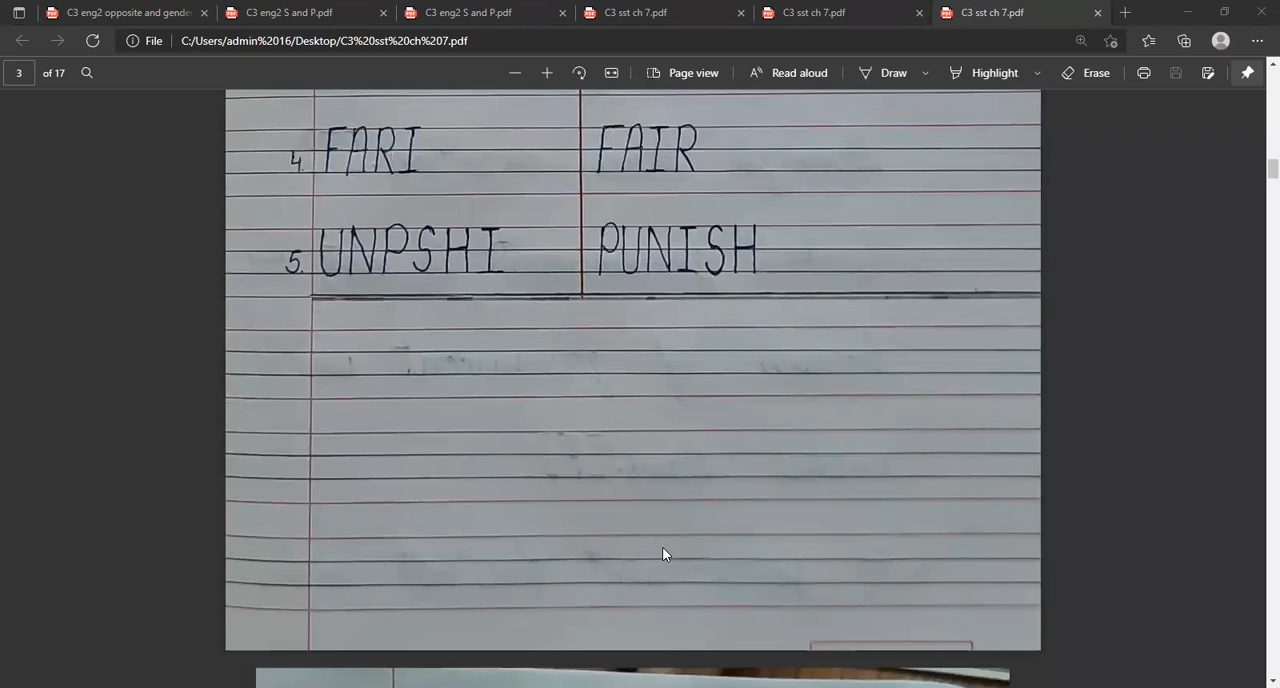 C3 eng2 opposite and gende
C3 eng2 S and P.pdf
C3 eng2 S and P.pdf
C3 sst ch 7.pdf
C3 sst ch 7.pdf
C3 sst ch 7.pdf
File C:/Users/admin%2016/Desktop/C3%20sst%20ch%207.pdf
3 of 17 Page view Read aloud Draw Highlight Erase
4. FARI FAIR
5. UNPSHI PUNISH